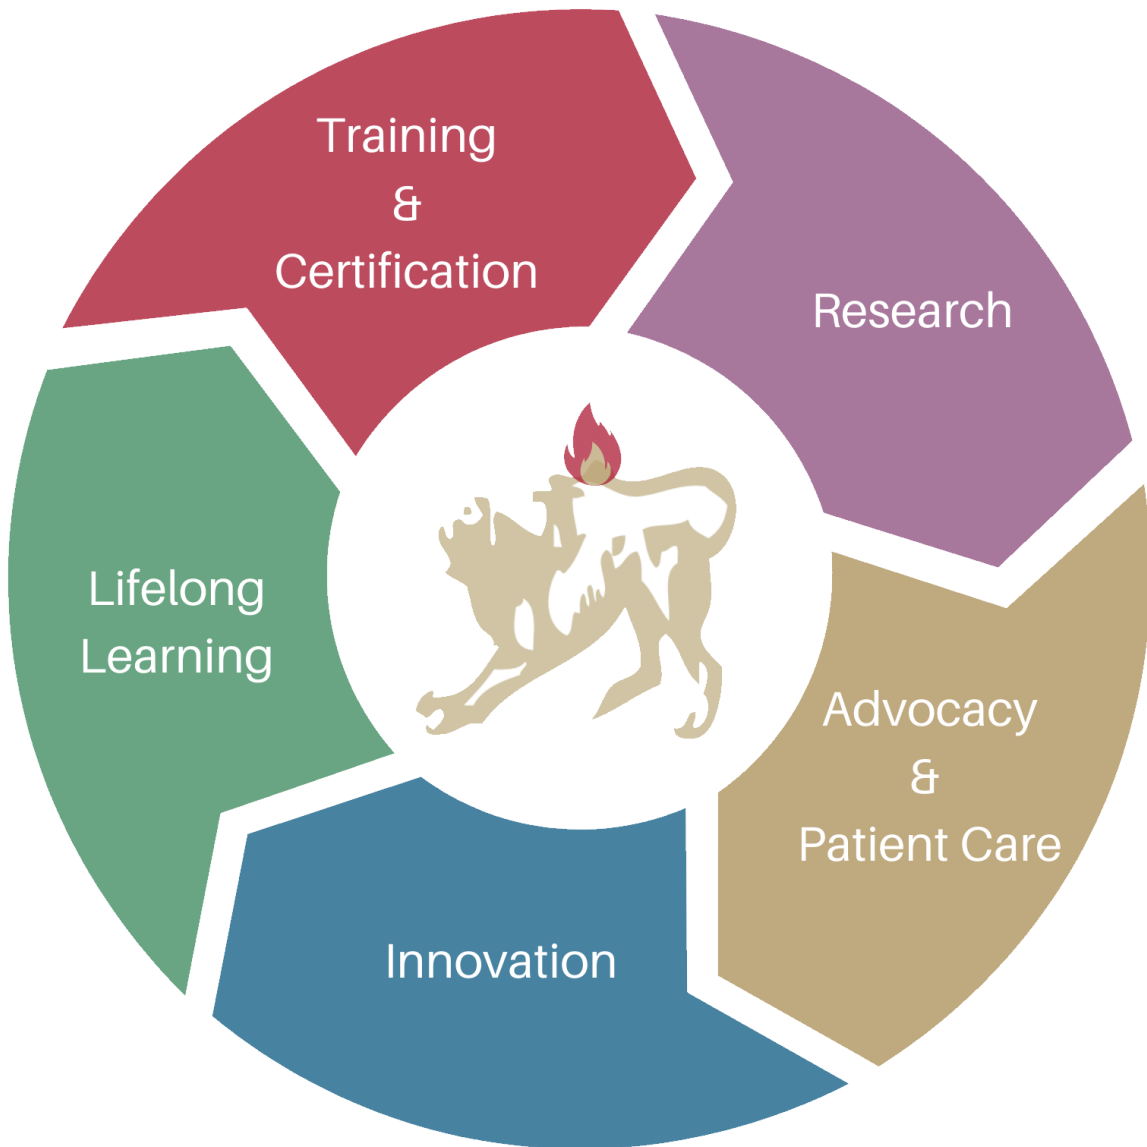 Training
&
Certification
Research
Advocacy
&
Patient Care
Innovation
Lifelong
Learning